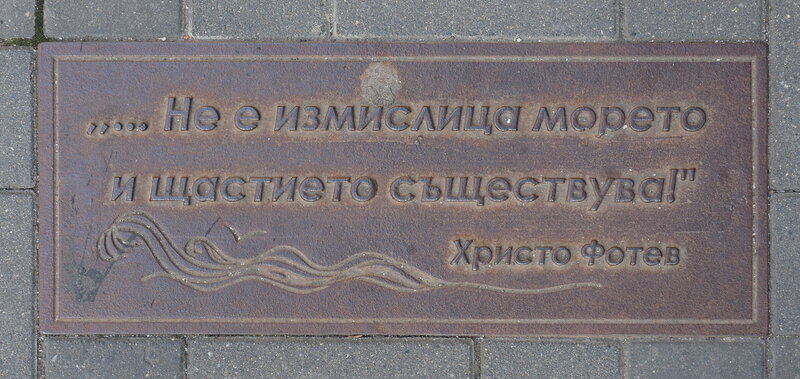 „... Не е измислица морето
и щастието съществува!"
Христо Фотев